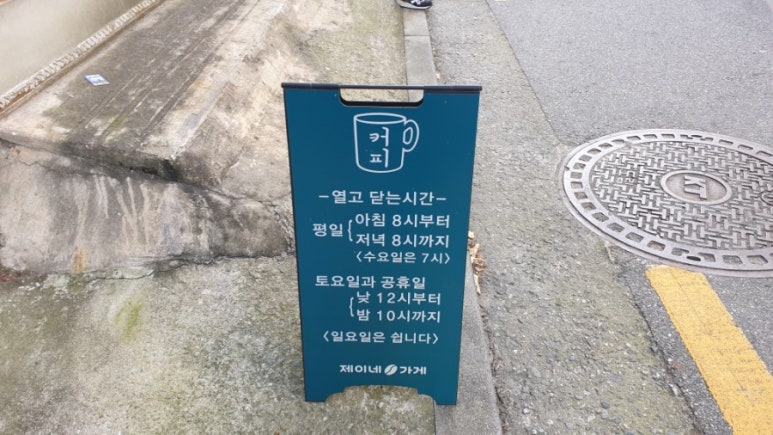 커
피
-열고 닫는시간-
평일 { 아침 8시부터
저녁 8시까지
<수요일은 7시>
토요일과 공휴일
{ 낮 12시부터
밤 10시까지
<일요일은 쉽니다>
제이네 가게
kt